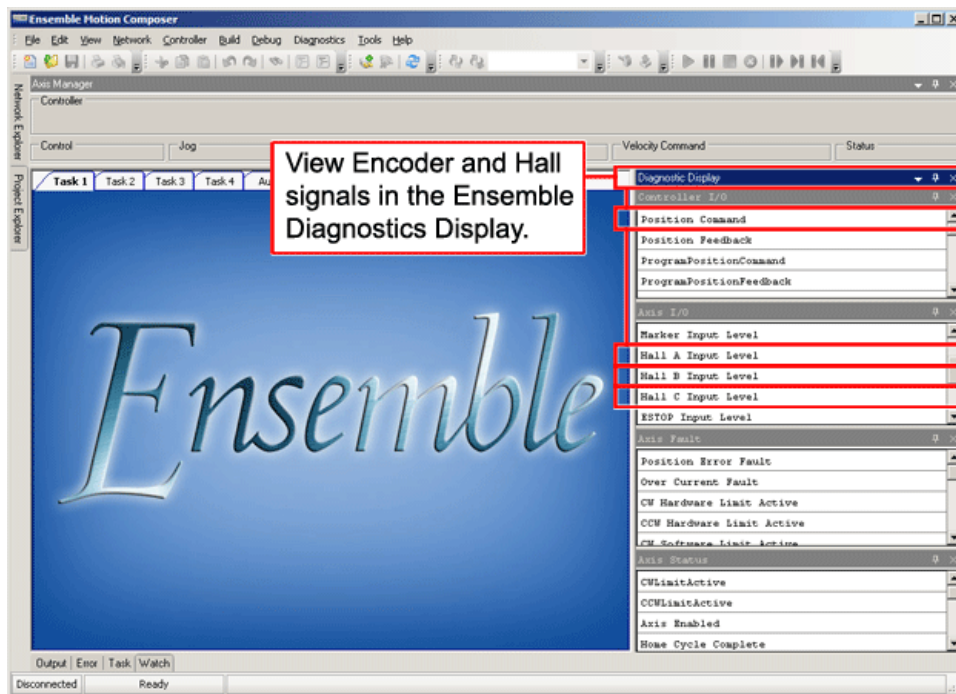 Ensemble Motion Composer
File Edit View Network Controller Build Debug Diagnostics Tools Help
Axis Manager
Network Explorer
Project Explorer
Controller
Control
Jog
Velocity Command
Status
Task 1
Task 2
Task 3
Task 4
Au
View Encoder and Hall
signals in the Ensemble
Diagnostics Display.
Ensemble
Diagnostic Display
Controller I/O
Position Command
Position Feedback
ProgramPositionCommand
ProgramPositionFeedback
Axis I/O
Marker Input Level
Hall A Input Level
Hall B Input Level
Hall C Input Level
ESTOP Input Level
Axis Fault
Position Error Fault
Over Current Fault
CW Hardware Limit Active
CCW Hardware Limit Active
CW Software Limit Active
Axis Status
CWLimitActive
CCWLimitActive
Axis Enabled
Home Cycle Complete
Output
Error
Task
Watch
Disconnected
Ready